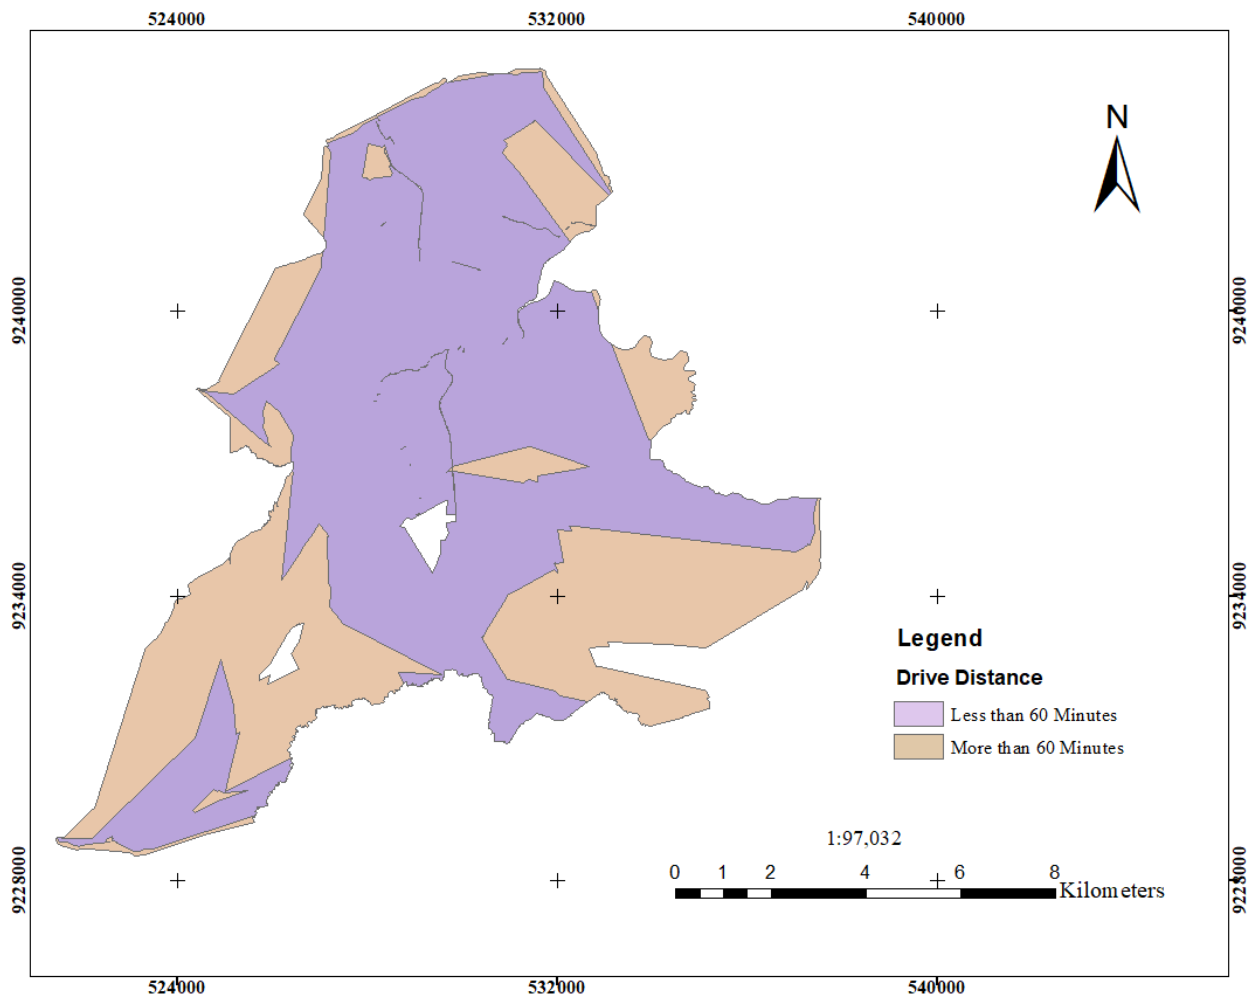 524000 532000 540000
N
9240000 9240000
9234000 9234000
Legend
Drive Distance
Less than 60 Minutes
More than 60 Minutes
1:97,032
0 1 2 4 6 8
Kilometers
9228000 9228000
524000 532000 540000